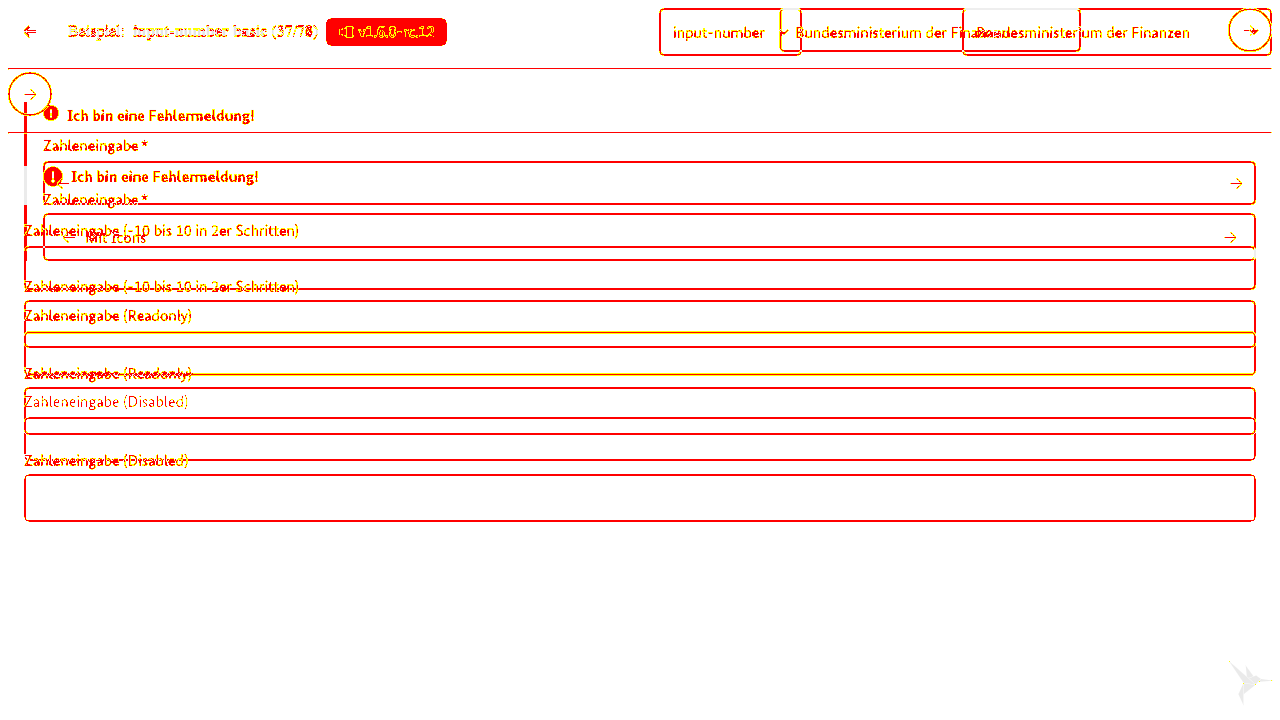 Beispiel: input-number basic (37/78) v1.6.0-rc.12 input-number Bundesministerium der Finanzen Bundesministerium der Finanzen
Ich bin eine Fehlermeldung!
Zahleneingabe *
Ich bin eine Fehlermeldung!
Zahleneingabe *
Zahleneingabe (-10 bis 10 in 2er Schritten)
Mit Icons
Zahleneingabe (-10 bis 10 in 2er Schritten)
Zahleneingabe (Readonly)
Zahleneingabe (Readonly)
Zahleneingabe (Disabled)
Zahleneingabe (Disabled)